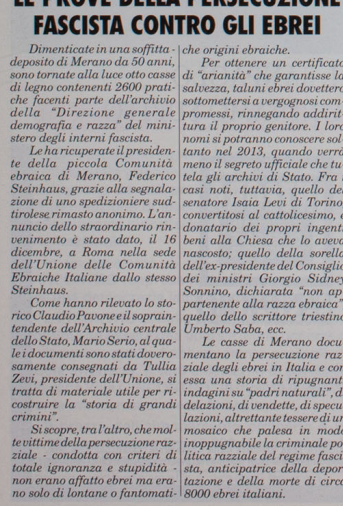 LE PROVE DELLA PERSECUZIONE
FASCISTA CONTRO GLI EBREI
Dimenticate in una soffitta -
deposito di Merano da 50 anni,
sono tornate alla luce otto casse
di legno contenenti 2600 prati-
che facenti parte dell'archivio
della "Direzione generale
demografia e razza" del mini-
stero degli interni fascista.
Le ha ricuperate il presiden-
te della piccola Comunità
ebraica di Merano, Federico
Steinhaus, grazie alla segnala-
zione di uno spedizioniere sud-
tirolese rimasto anonimo. L'an-
nuncio dello straordinario rin-
venimento è stato dato, il 16
dicembre, a Roma nella sede
dell'Unione delle Comunità
Ebraiche Italiane dallo stesso
Steinhaus.
Come hanno rilevato lo sto-
rico Claudio Pavone e il soprain-
tendente dell'Archivio centrale
dello Stato, Mario Serio, al qua-
le i documenti sono stati dovero-
samente consegnati da Tullia
Zevi, presidente dell'Unione, si
tratta di materiale utile per ri-
costruire la "storia di grandi
crimini".
Si scopre, tra l'altro, che mol-
te vittime della persecuzione raz-
ziale - condotta con criteri di
totale ignoranza e stupidità -
non erano affatto ebrei ma era-
no solo di lontane o fantomati-
che origini ebraiche.
Per ottenere un certificato
di "arianità" che garantisse la
salvezza, taluni ebrei dovettero
sottomettersi a vergognosi com-
promessi, rinnegando addirit-
tura il proprio genitore. I loro
nomi si potranno conoscere sol-
tanto nel 2013, quando verrà
meno il segreto ufficiale che tu-
tela gli archivi di Stato. Fra i
casi noti, tuttavia, quello del
senatore Isaia Levi di Torino,
convertitosi al cattolicesimo, e
donatario dei propri ingenti
beni alla Chiesa che lo aveva
nascosto; quello della sorella
dell'ex-presidente del Consiglio
dei ministri Giorgio Sidney
Sonnino, dichiarata "non ap-
partenente alla razza ebraica",
quello dello scrittore triestino
Umberto Saba, ecc.
Le casse di Merano docu-
mentano la persecuzione raz-
ziale degli ebrei in Italia e con
essa una storia di ripugnanti
indagini su "padri naturali", di
delazioni, di vendette, di specu-
lazioni, altrettante tessere di un
mosaico che palesa in modo
inoppugnabile la criminale po-
litica razziale del regime fasci-
sta, anticipatrice della depor-
tazione e della morte di circa
8000 ebrei italiani.